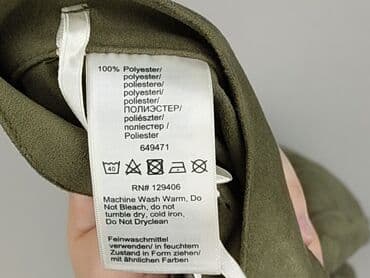 100% Polyester/
polyester/
poliestere/
polyesteri/
poliester/
ПОЛИЭСТЕР/
poliészter/
поліестер /
Poliester
649471
40
RN# 129406
Machine Wash Warm, Do
Not Bleach, do not
tumble dry, cold iron,
Do Not Dryclean
Feinwaschmittel
verwenden/ in feuchtem
Zustand in Form ziehen/
mit ähnlichen Farben